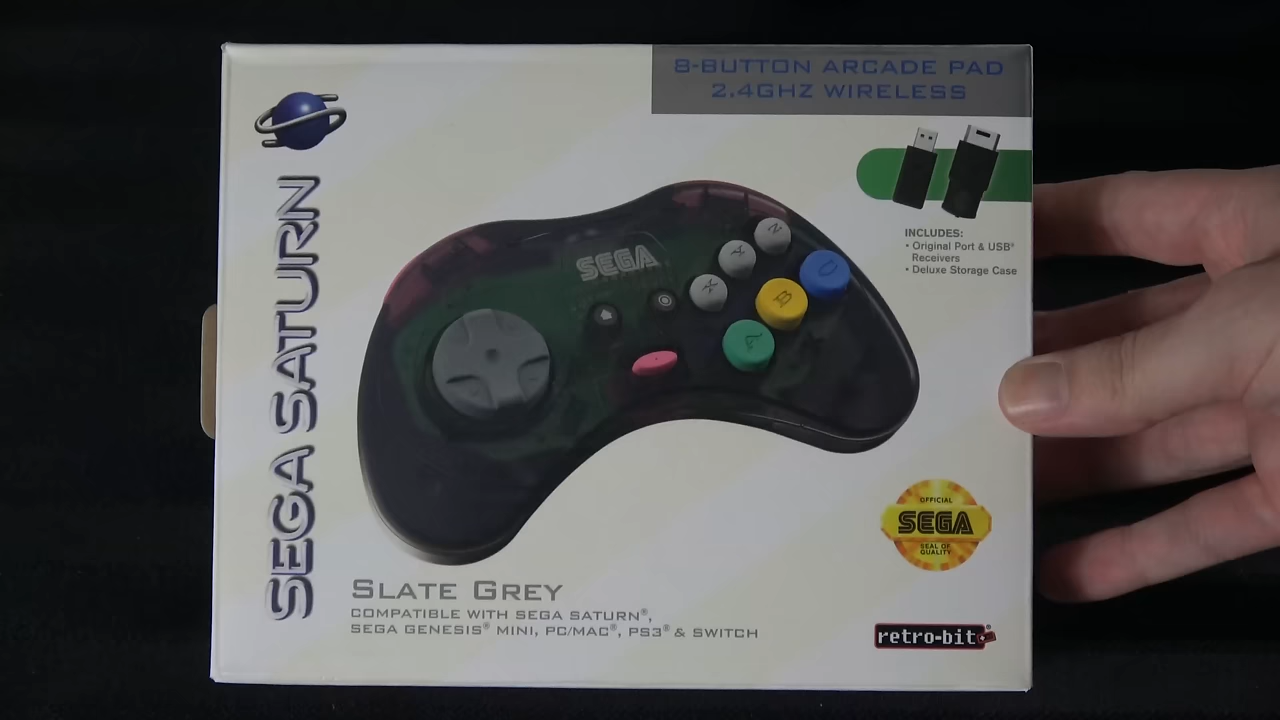 8-BUTTON ARCADE PAD
2.4GHZ WIRELESS
SEGA SATURN
INCLUDES:
• Original Port & USB®
Receivers
• Deluxe Storage Case
SEGA
Z
Y
X
C
B
A
OFFICIAL
SEGA
SEAL OF
QUALITY
SLATE GREY
COMPATIBLE WITH SEGA SATURN®,
SEGA GENESIS® MINI, PC/MAC®, PS3® & SWITCH
retro-bit®